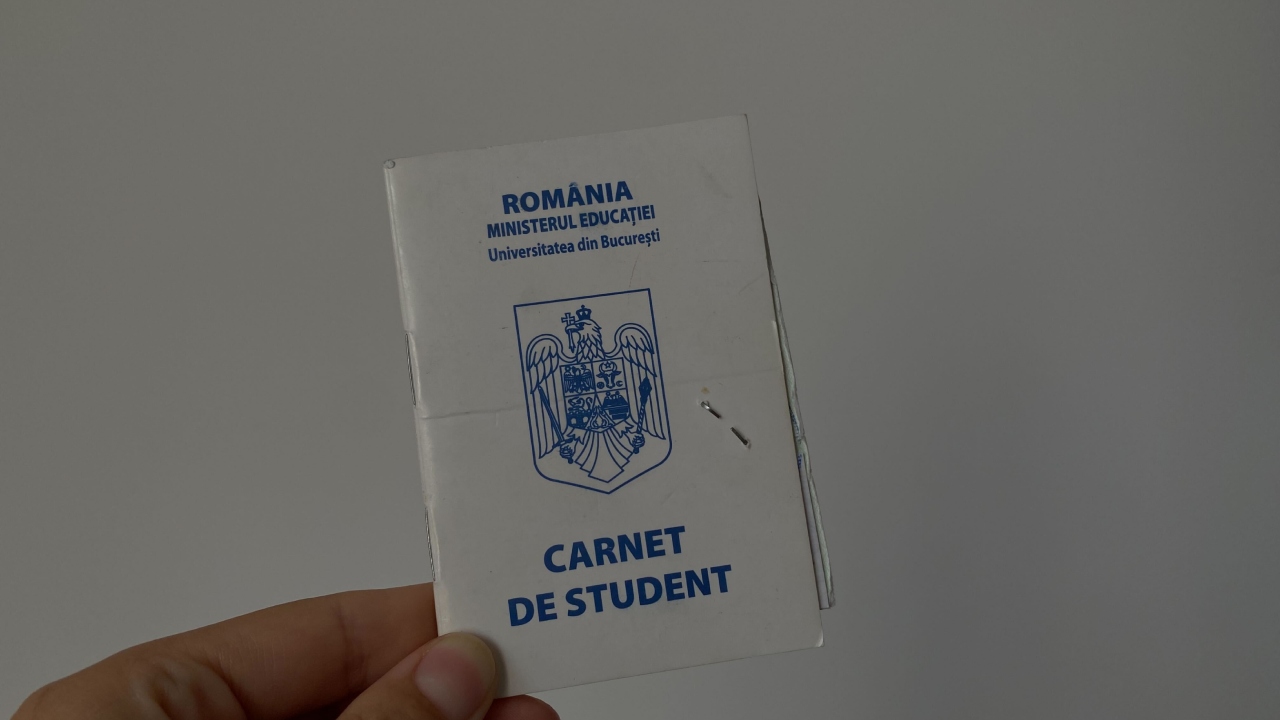 ROMÂNIA
MINISTERUL EDUCAȚIEI
Universitatea din București
CARNET
DE STUDENT